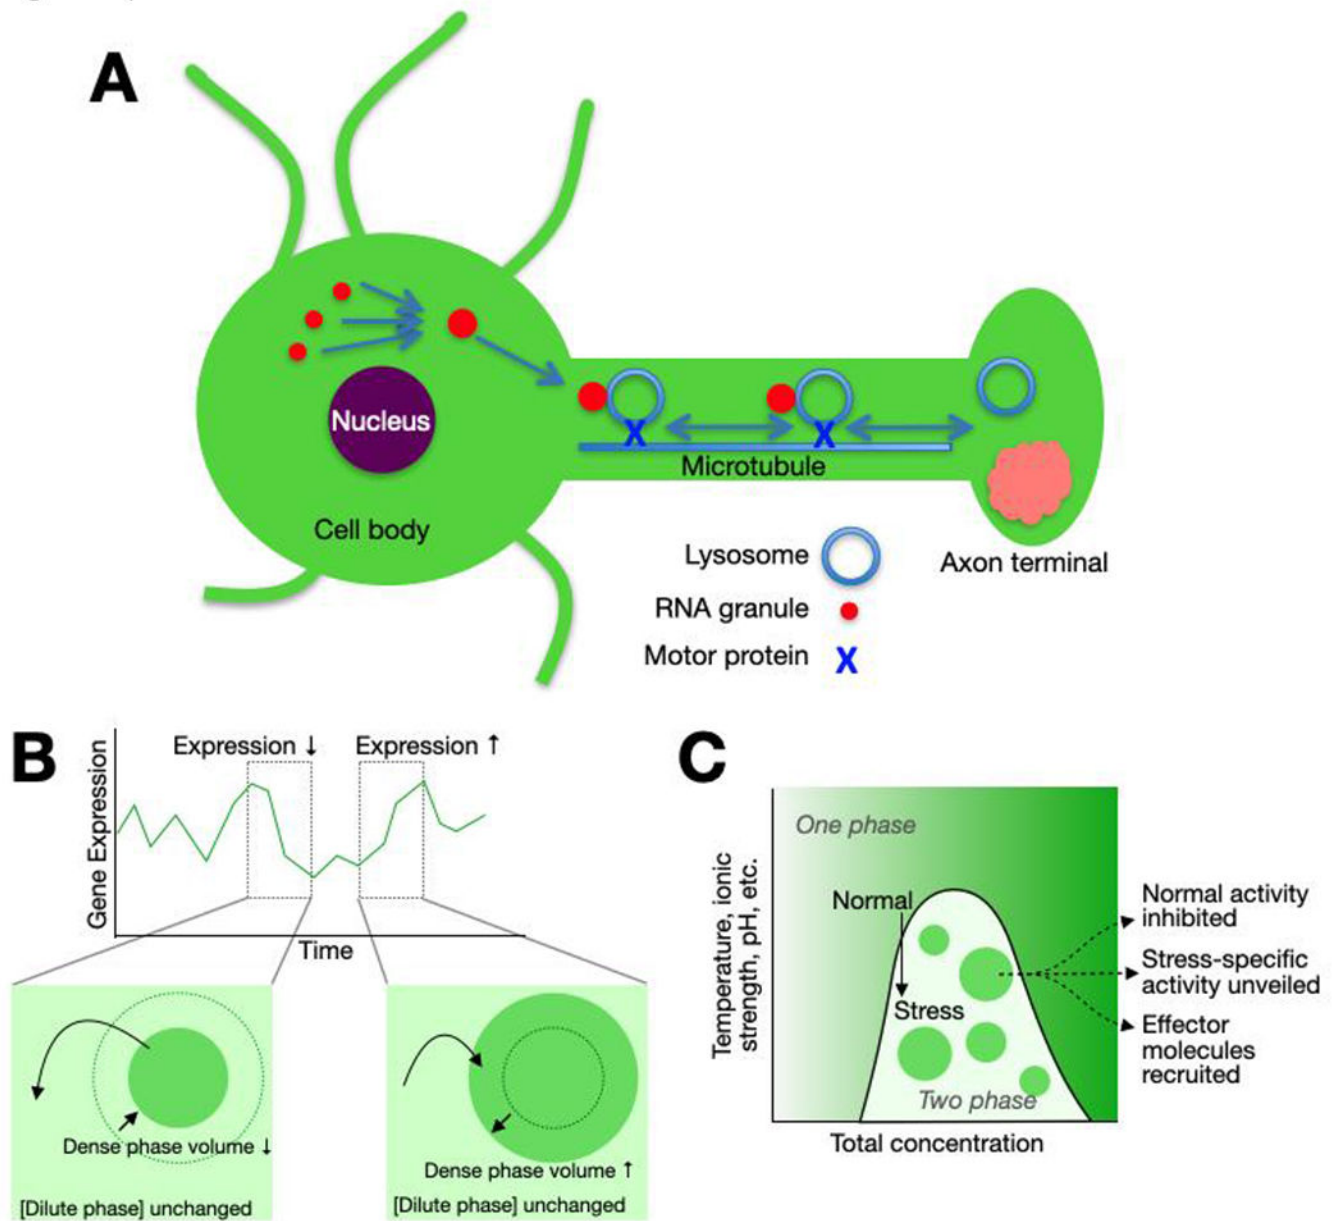 A
Nucleus
Microtubule
Cell body
Lysosome
Axon terminal
RNA granule
Motor protein
X
X
X
B
Gene Expression
Expression ↓
Expression ↑
Time
Dense phase volume ↓
[Dilute phase] unchanged
Dense phase volume ↑
[Dilute phase] unchanged
C
Temperature, ionic
strength, pH, etc.
One phase
Normal
Stress
Two phase
Total concentration
Normal activity
inhibited
Stress-specific
activity unveiled
Effector
molecules
recruited